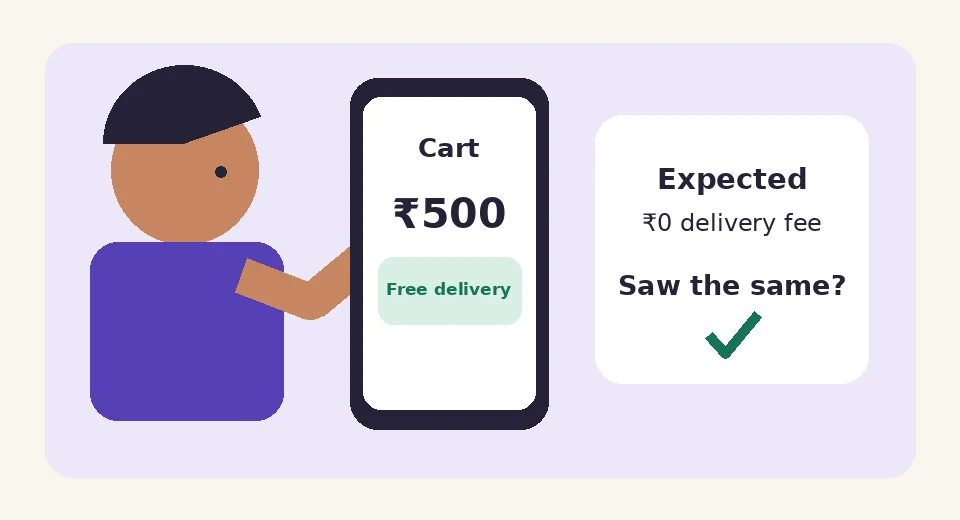 Cart
₹500
Free delivery
Expected
₹0 delivery fee
Saw the same?